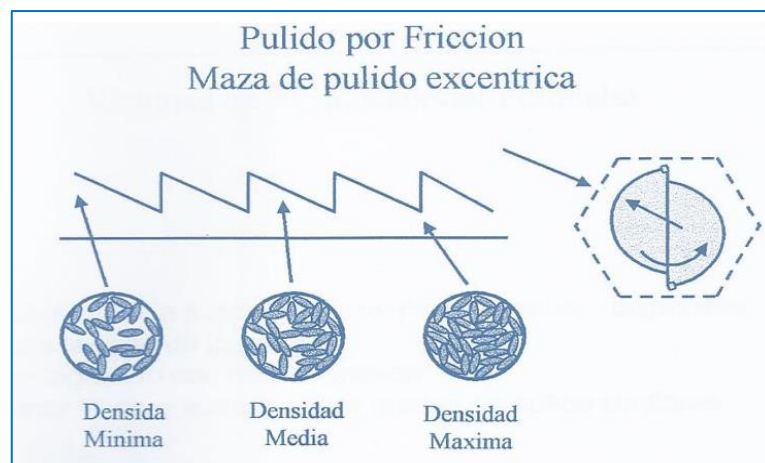 Pulido por Friccion
Maza de pulido excentrica
Densida
Minima
Densidad
Media
Densidad
Maxima